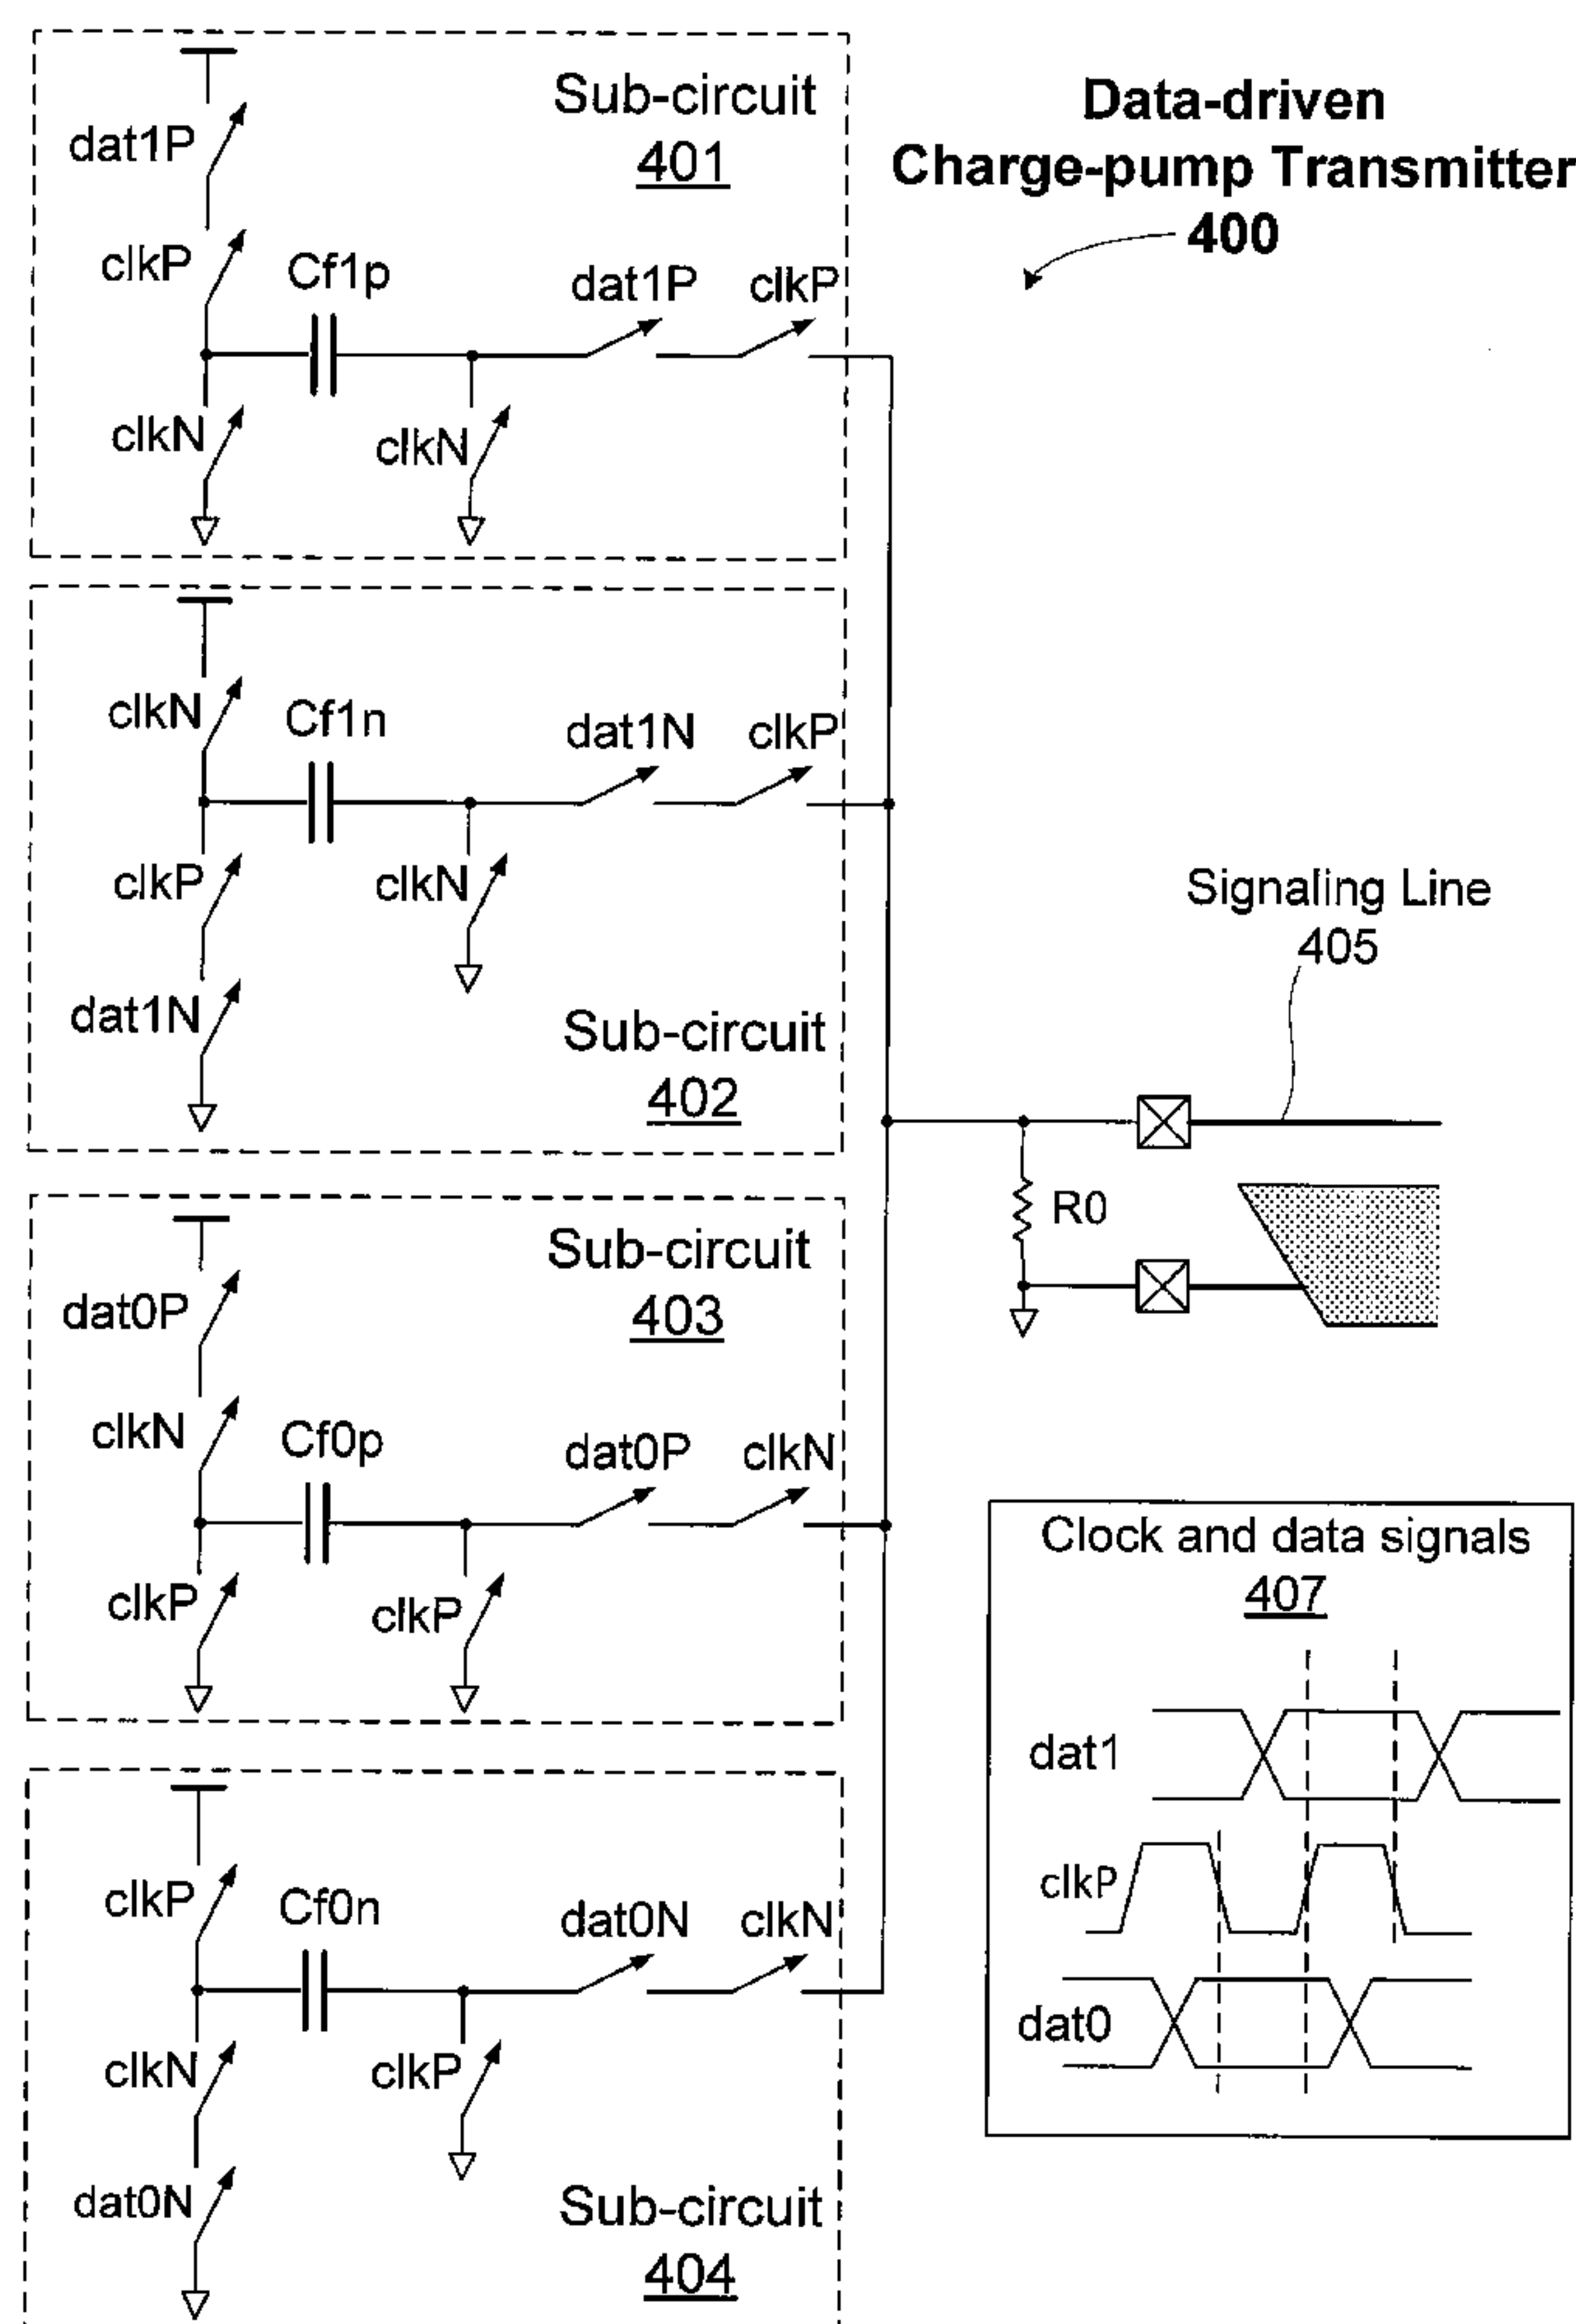 Sub-circuit
401
Data-driven
Charge-pump Transmitter
400
dat1P
clkP
Cf1p
dat1P
clkP
clkN
clkN
clkN
Cf1n
dat1N
clkP
clkP
clkN
dat1N
Sub-circuit
402
Signaling Line
405
R0
Sub-circuit
403
dat0P
clkN
Cf0p
dat0P
clkN
clkP
clkP
Clock and data signals
407
dat1
clkP
dat0
clkP
Cf0n
dat0N
clkN
clkN
clkP
dat0N
Sub-circuit
404